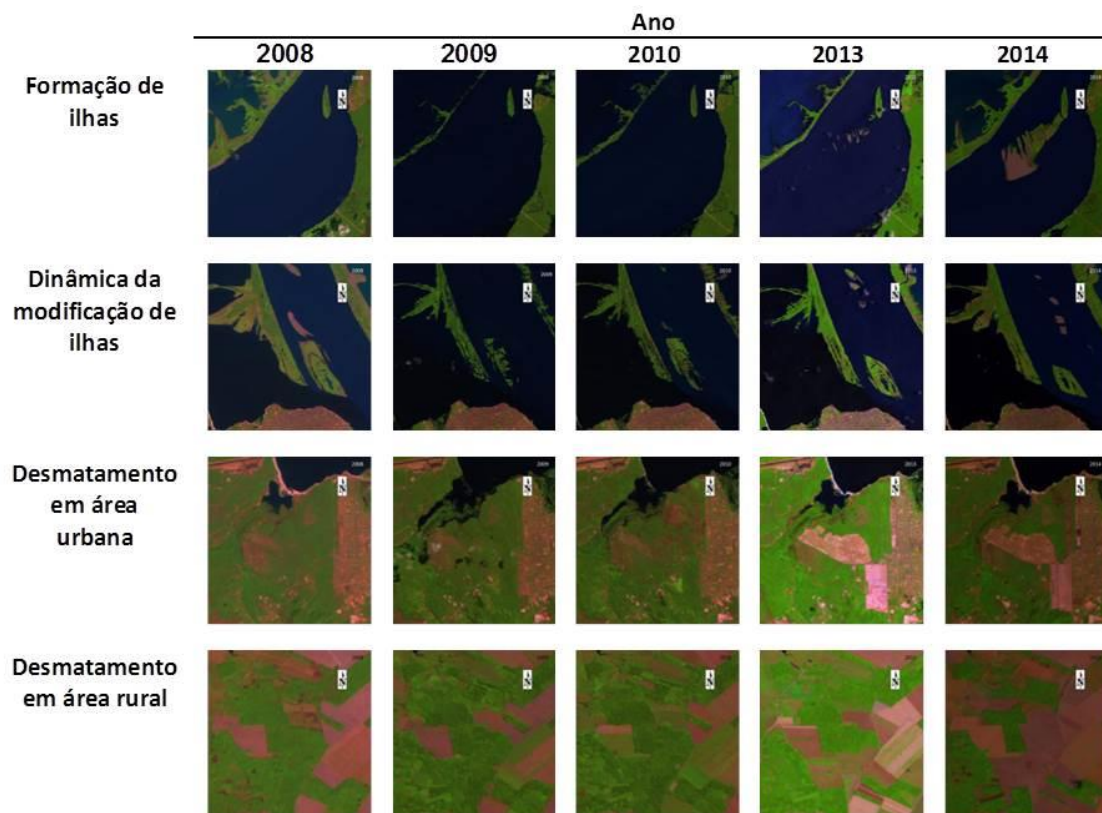 Ano
2008 2009 2010 2013 2014
Formação de
ilhas
Dinâmica da
modificação de
ilhas
Desmatamento
em área
urbana
Desmatamento
em área rural